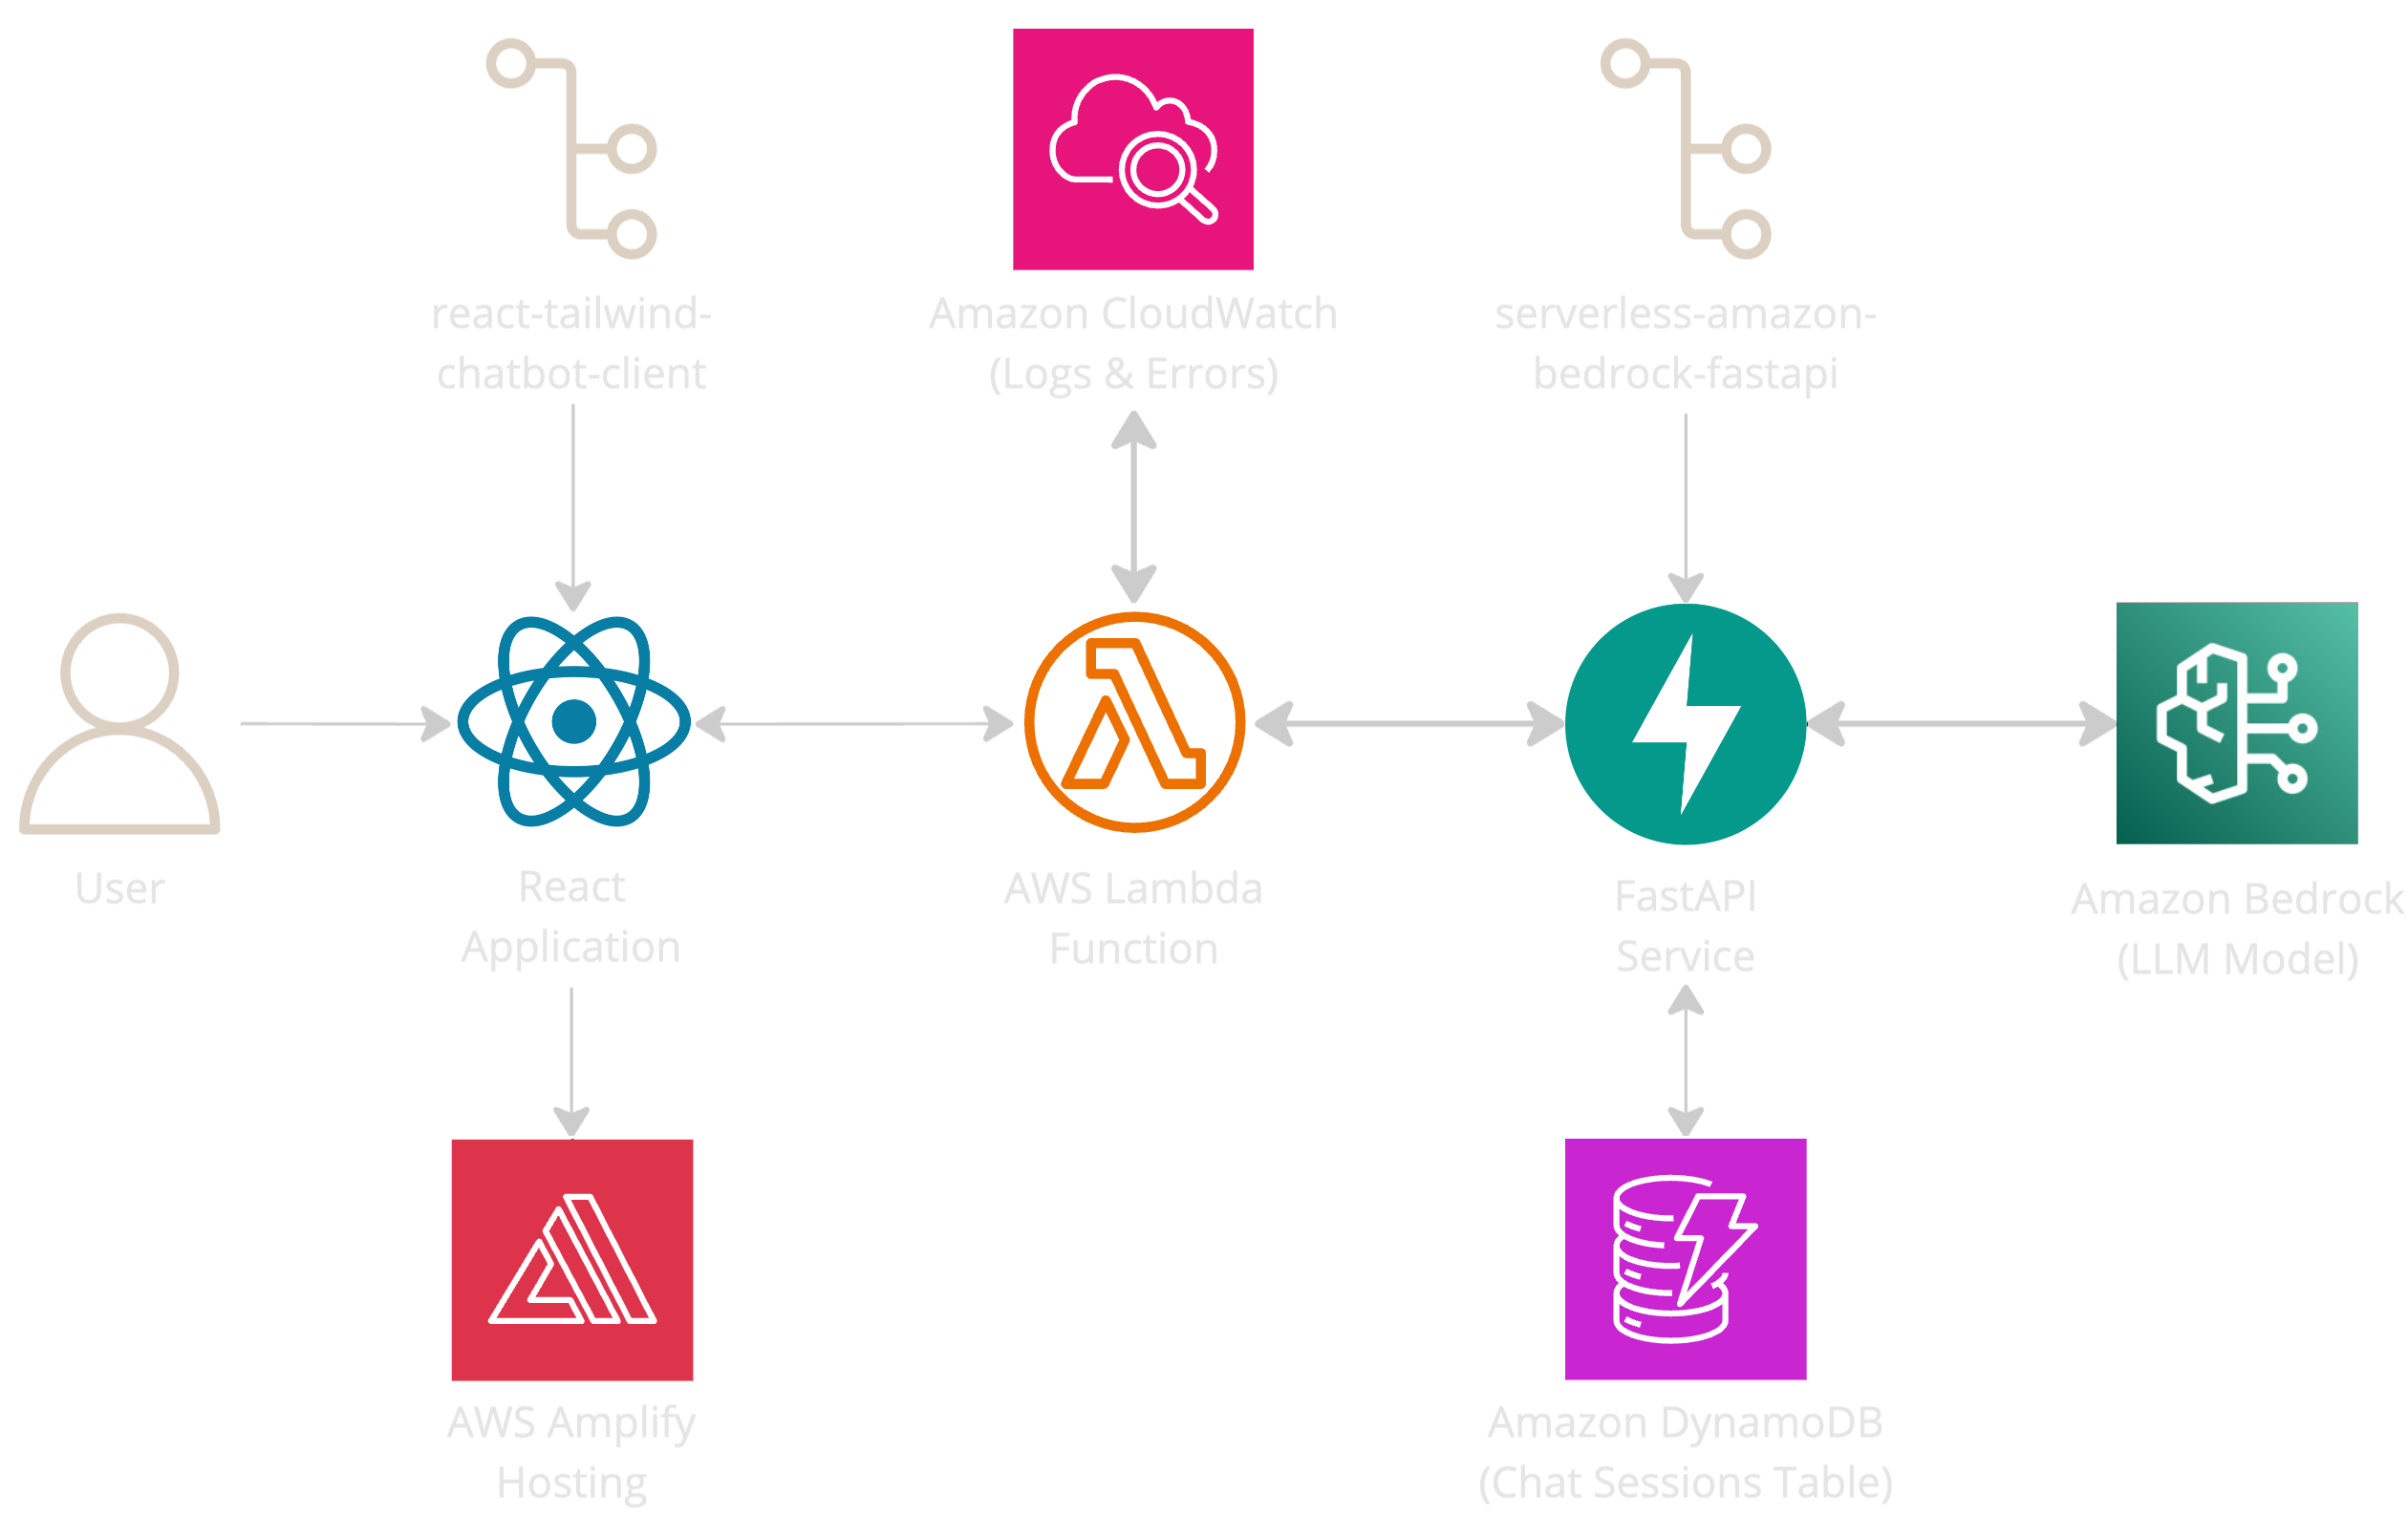 react-tailwind-
chatbot-client
Amazon CloudWatch
(Logs & Errors)
serverless-amazon-
bedrock-fastapi
User
React
Application
AWS Lambda
Function
FastAPI
Service
Amazon Bedrock
(LLM Model)
AWS Amplify
Hosting
Amazon DynamoDB
(Chat Sessions Table)